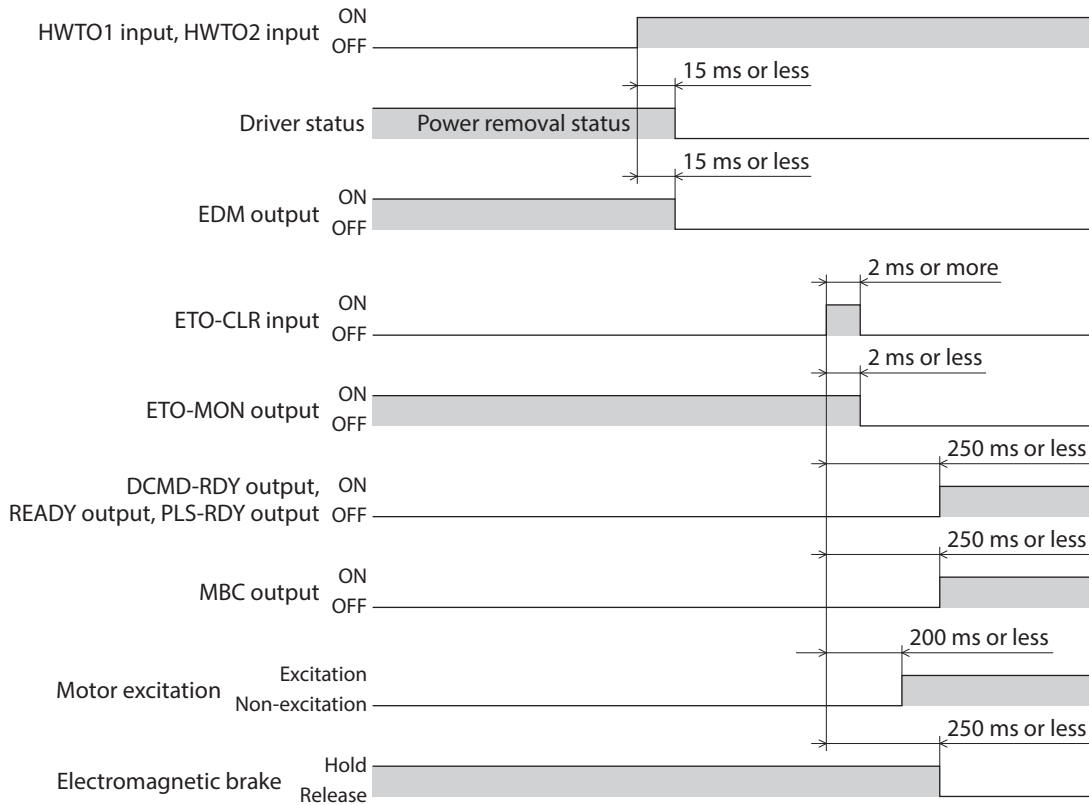 HWTO1 input, HWTO2 input
ON
OFF
15 ms or less
Driver status
Power removal status
15 ms or less
EDM output
ON
OFF
2 ms or more
ETO-CLR input
ON
OFF
2 ms or less
ETO-MON output
ON
OFF
250 ms or less
DCMD-RDY output,
READY output, PLS-RDY output
ON
OFF
250 ms or less
MBC output
ON
OFF
200 ms or less
Motor excitation
Excitation
Non-excitation
250 ms or less
Electromagnetic brake
Hold
Release